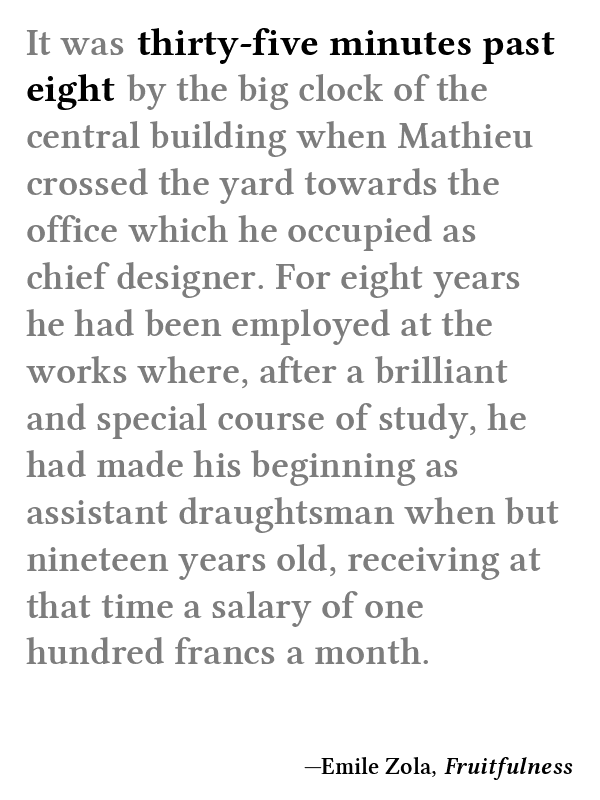 It was thirty-five minutes past
eight by the big clock of the
central building when Mathieu
crossed the yard towards the
office which he occupied as
chief designer. For eight years
he had been employed at the
works where, after a brilliant
and special course of study, he
had made his beginning as
assistant draughtsman when but
nineteen years old, receiving at
that time a salary of one
hundred francs a month.
—Emile Zola, Fruitfulness